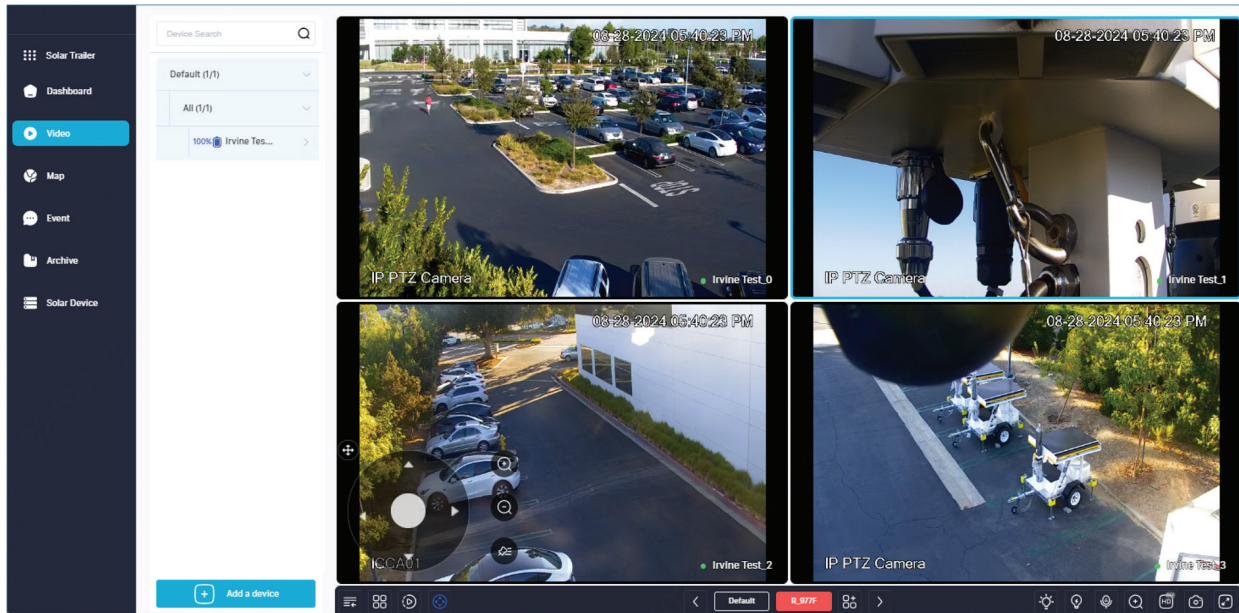 Solar Trailer
Dashboard
Video
Map
Event
Archive
Solar Device
Device Search
Default (1/1)
All (1/1)
100% Irvine Tes...
Add a device
08-28-2024 05:40:23 PM
STOP
IP PTZ Camera
Irvine Test_0
08-28-2024 05:40:23 PM
IP PTZ Camera
Irvine Test_1
08-28-2024 05:40:23 PM
ICCA01
Irvine Test_2
08-28-2024 05:40:23 PM
IP PTZ Camera
Irvine Test_3
Default
R_977F
HD